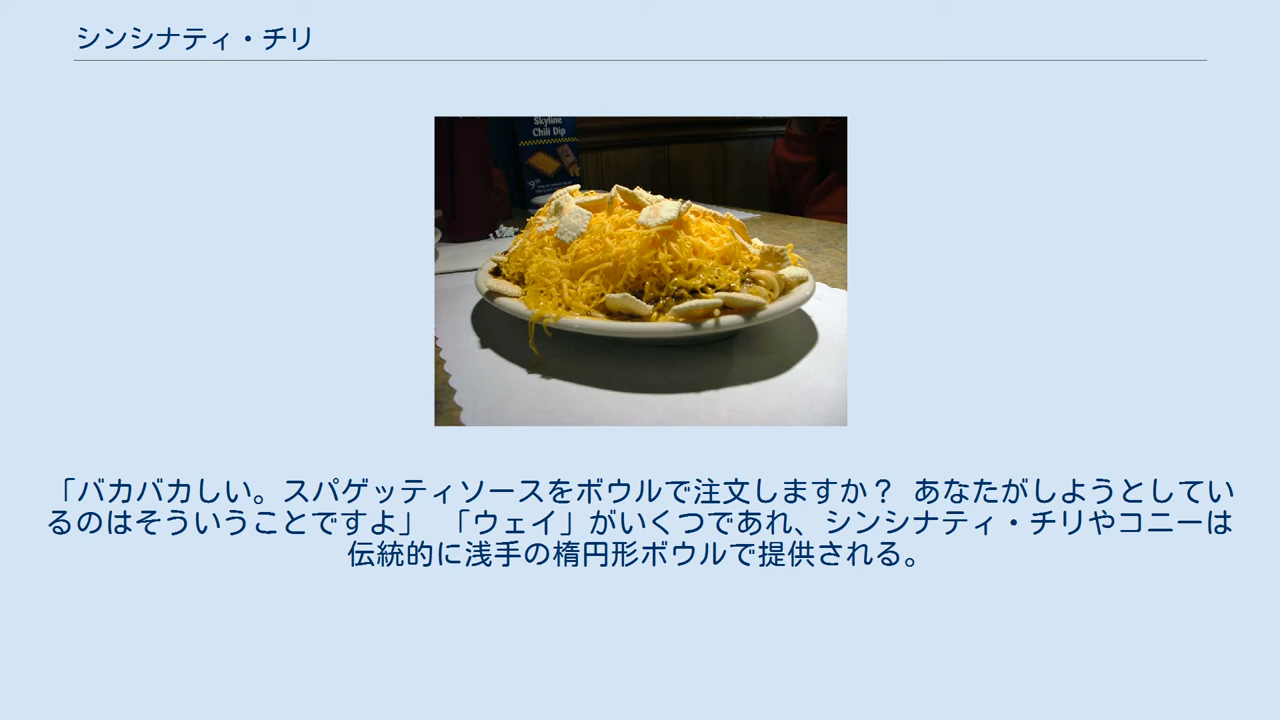 シンシナティ・チリ
Skyline
Chili Dip
「バカバカしい。スパゲッティソースをボウルで注文しますか？ あなたがしようとしてい
るのはそういうことですよ」 「ウェイ」がいくつであれ、シンシナティ・チリやコニーは
伝統的に浅手の楕円形ボウルで提供される。